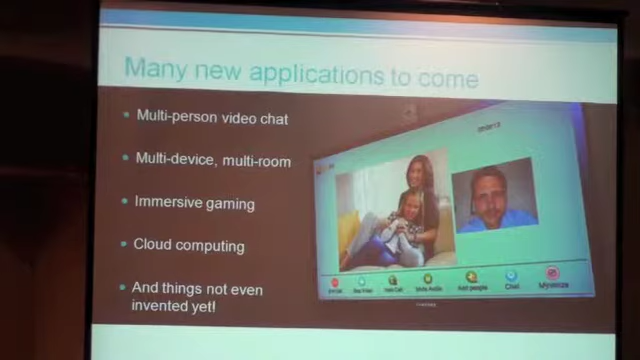 Many new applications to come
Multi-person video chat
Multi-device, multi-room
Immersive gaming
Cloud computing
And things not even
invented yet!
Add people
Chat
Minimize